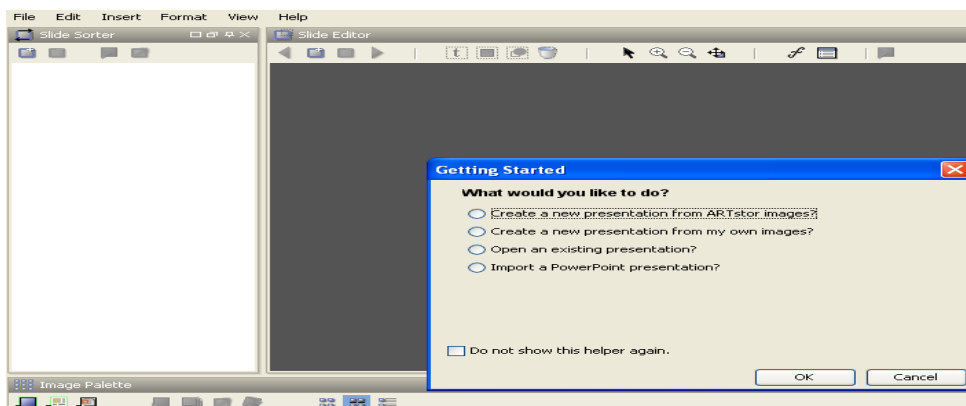 File Edit Insert Format View Help
Slide Sorter
Slide Editor
Getting Started
What would you like to do?
Create a new presentation from ARTstor images?
Create a new presentation from my own images?
Open an existing presentation?
Import a PowerPoint presentation?
Do not show this helper again.
OK Cancel
Image Palette